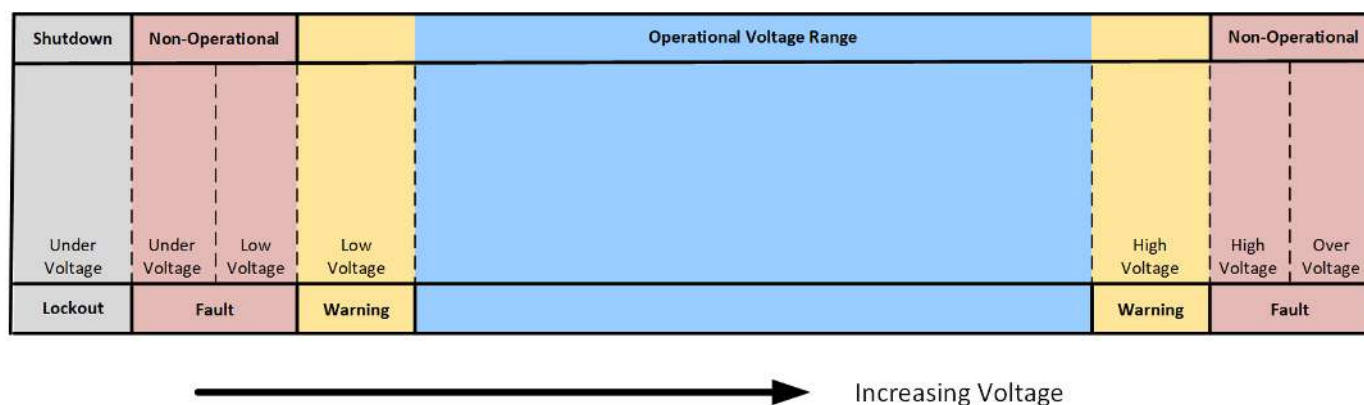 Shutdown Non-Operational Operational Voltage Range Non-Operational
Under Under Low Low High High Over
Voltage Voltage Voltage Voltage Voltage Voltage Voltage
Lockout Fault Warning Warning Fault
Increasing Voltage